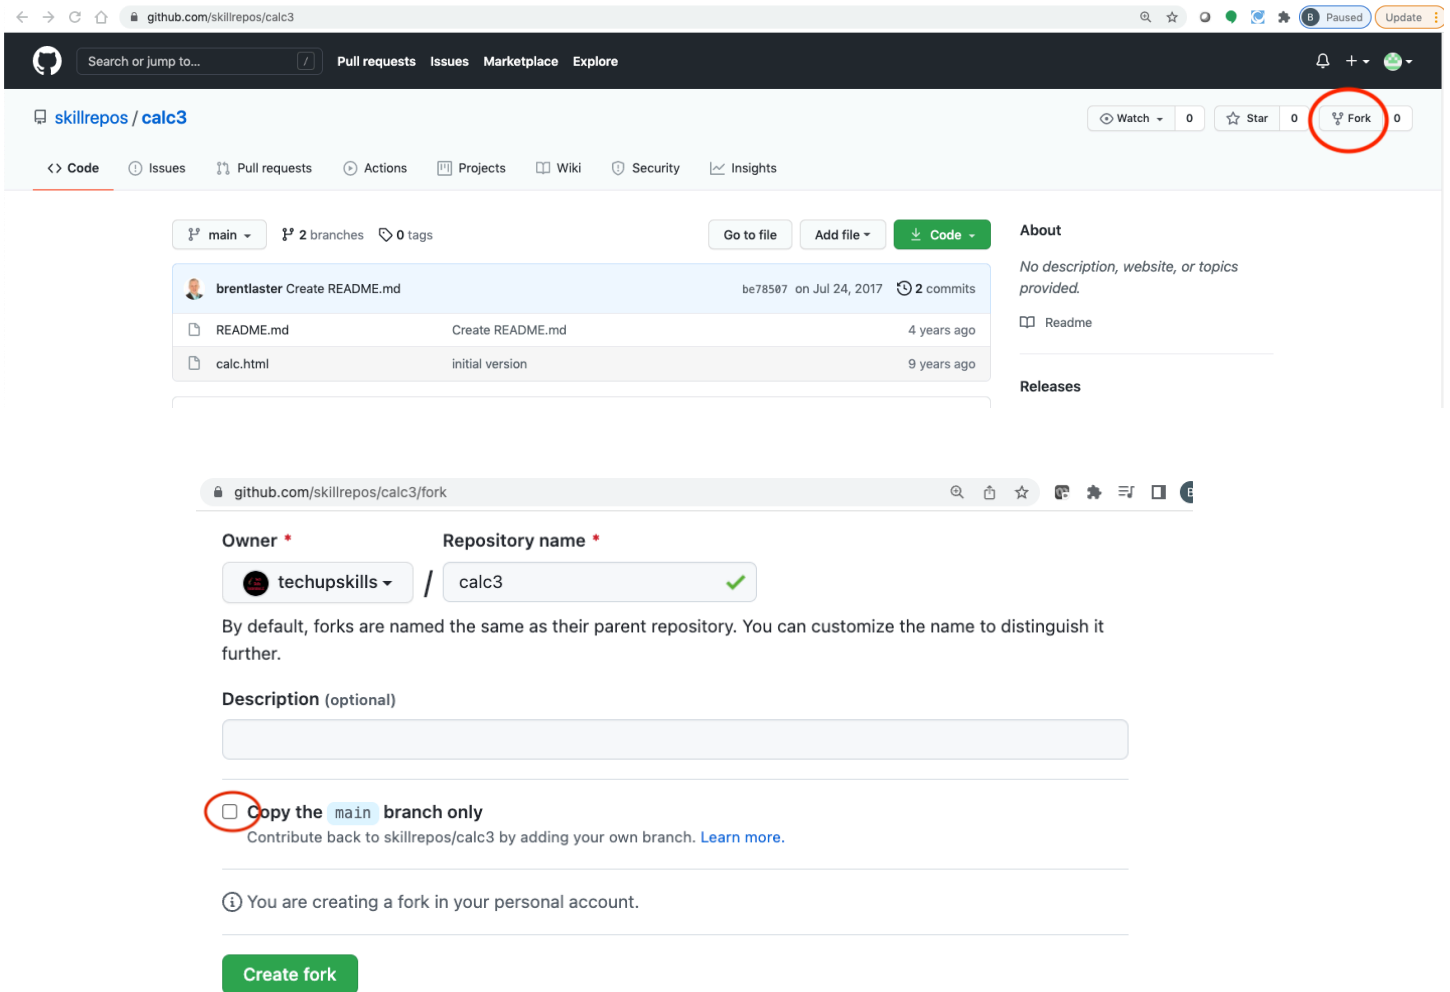 github.com/skillrepos/calc3 B Paused Update
Search or jump to... / Pull requests Issues Marketplace Explore
skillrepos / calc3 Watch 0 Star 0 Fork 0
<> Code Issues Pull requests Actions Projects Wiki Security Insights
main 2 branches 0 tags Go to file Add file Code About
No description, website, or topics
provided.
brentlaster Create README.md be78507 on Jul 24, 2017 2 commits
Readme
README.md Create README.md 4 years ago
calc.html initial version 9 years ago
Releases
github.com/skillrepos/calc3/fork
Owner * Repository name *
techupskills / calc3
By default, forks are named the same as their parent repository. You can customize the name to distinguish it
further.
Description (optional)
Copy the main branch only
Contribute back to skillrepos/calc3 by adding your own branch. Learn more.
You are creating a fork in your personal account.
Create fork